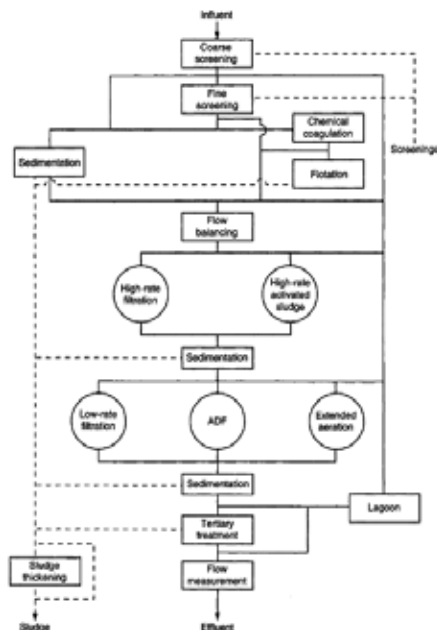 Influent
Coarse
screening
Fine
screening
Chemical
coagulation
Screenings
Sedimentation
Flotation
Flow
balancing
High-rate
filtration
High-rate
activated
sludge
Sedimentation
Low-rate
filtration
ADF
Extended
aeration
Sedimentation
Lagoon
Tertiary
treatment
Sludge
thickening
Flow
measurement
Sludge
Effluent